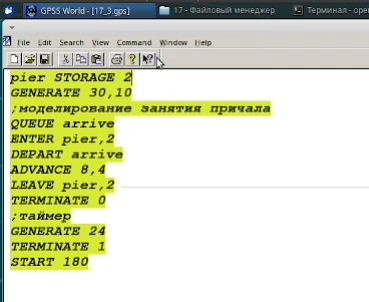 GPSS World - [17_3.gps]
17 - Файловый менеджер
Терминал - ope
File Edit Search View Command Window Help
pier STORAGE 2
GENERATE 30,10
;моделирование занятия причала
QUEUE arrive
ENTER pier,2
DEPART arrive
ADVANCE 8,4
LEAVE pier,2
TERMINATE 0
;таймер
GENERATE 24
TERMINATE 1
START 180